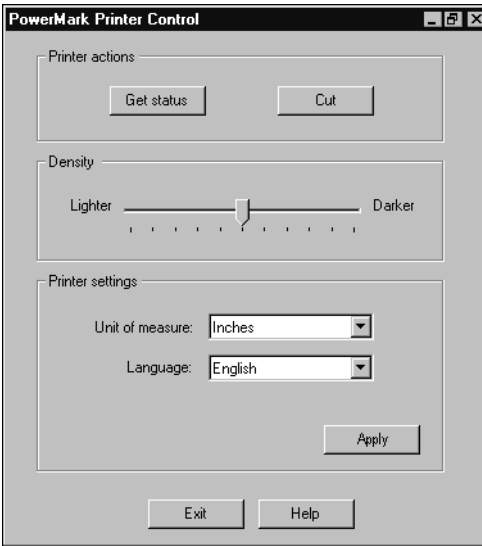 PowerMark Printer Control
Printer actions
Get status Cut
Density
Lighter Darker
Printer settings
Unit of measure: Inches
Language: English
Apply
Exit Help